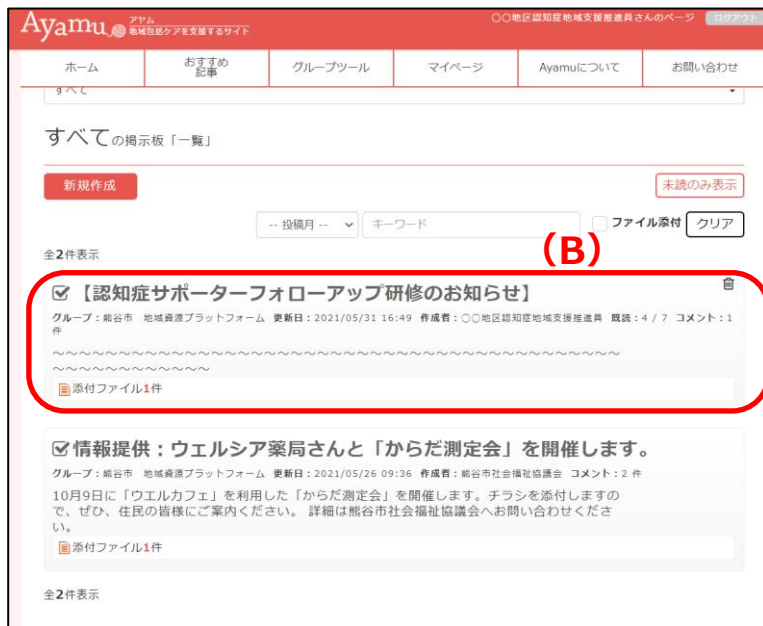 Ayamu アヤム 地域包括ケアを支援するサイト
〇〇地区認知症地域支援推進員さんのページ ログアウト
ホーム おすすめ記事 グループツール マイページ Ayamuについて お問い合わせ
すべて
すべての掲示板「一覧」
新規作成 未読のみ表示
-- 投稿月 -- キーワード ファイル添付 クリア
(B)
全2件表示
【認知症サポーターフォローアップ研修のお知らせ】
グループ：熊谷市 地域資源プラットフォーム 更新日：2021/05/31 16:49 作成者：〇〇地区認知症地域支援推進員 既読：4 / 7 コメント：1
件
～～～～～～～～～～～～～～～～～～～～～～～～～～～～～～～～～～～～～～～～～～～
～～～～～～～～～～～～
添付ファイル1件
情報提供：ウェルシア薬局さんと「からだ測定会」を開催します。
グループ：熊谷市 地域資源プラットフォーム 更新日：2021/05/26 09:36 作成者：熊谷市社会福祉協議会 コメント：2 件
10月9日に「ウエルカフェ」を利用した「からだ測定会」を開催します。チラシを添付しますの
で、ぜひ、住民の皆様にご案内ください。 詳細は熊谷市社会福祉協議会へお問い合わせくださ
い。
添付ファイル1件
全2件表示